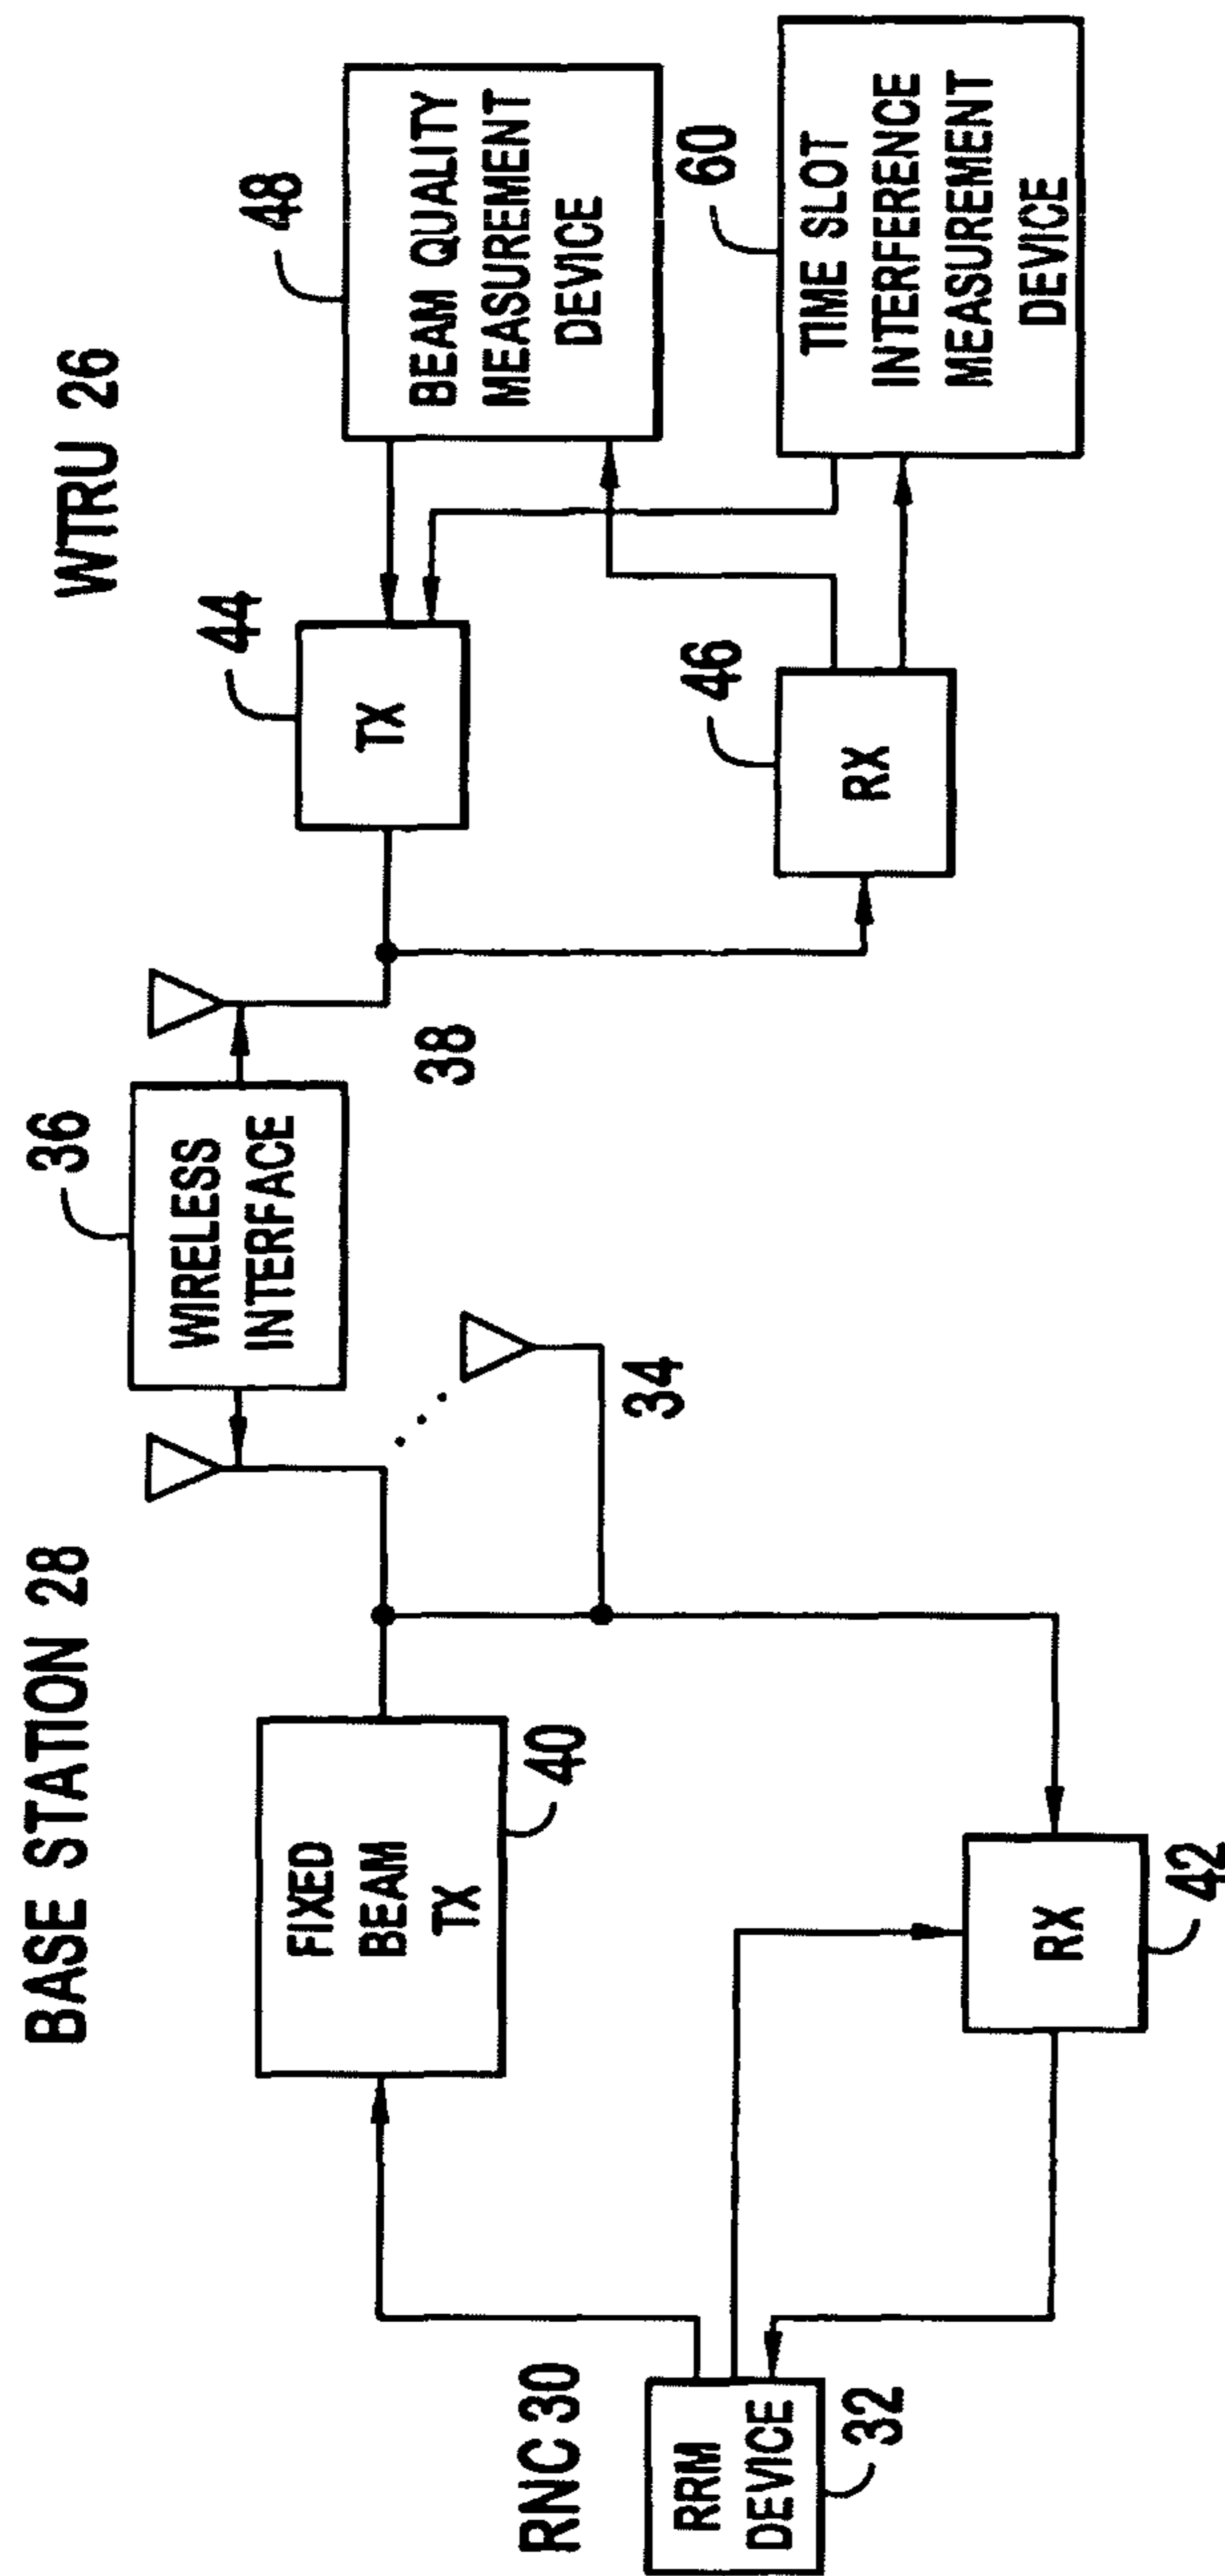 BASE STATION 28
WTRU 26
36
WIRELESS
INTERFACE
44
TX
48
BEAM QUALITY
MEASUREMENT
DEVICE
FIXED
BEAM
TX
40
34
38
46
RX
60
TIME SLOT
INTERFERENCE
MEASUREMENT
DEVICE
RNC 30
RRM
DEVICE
32
RX
42